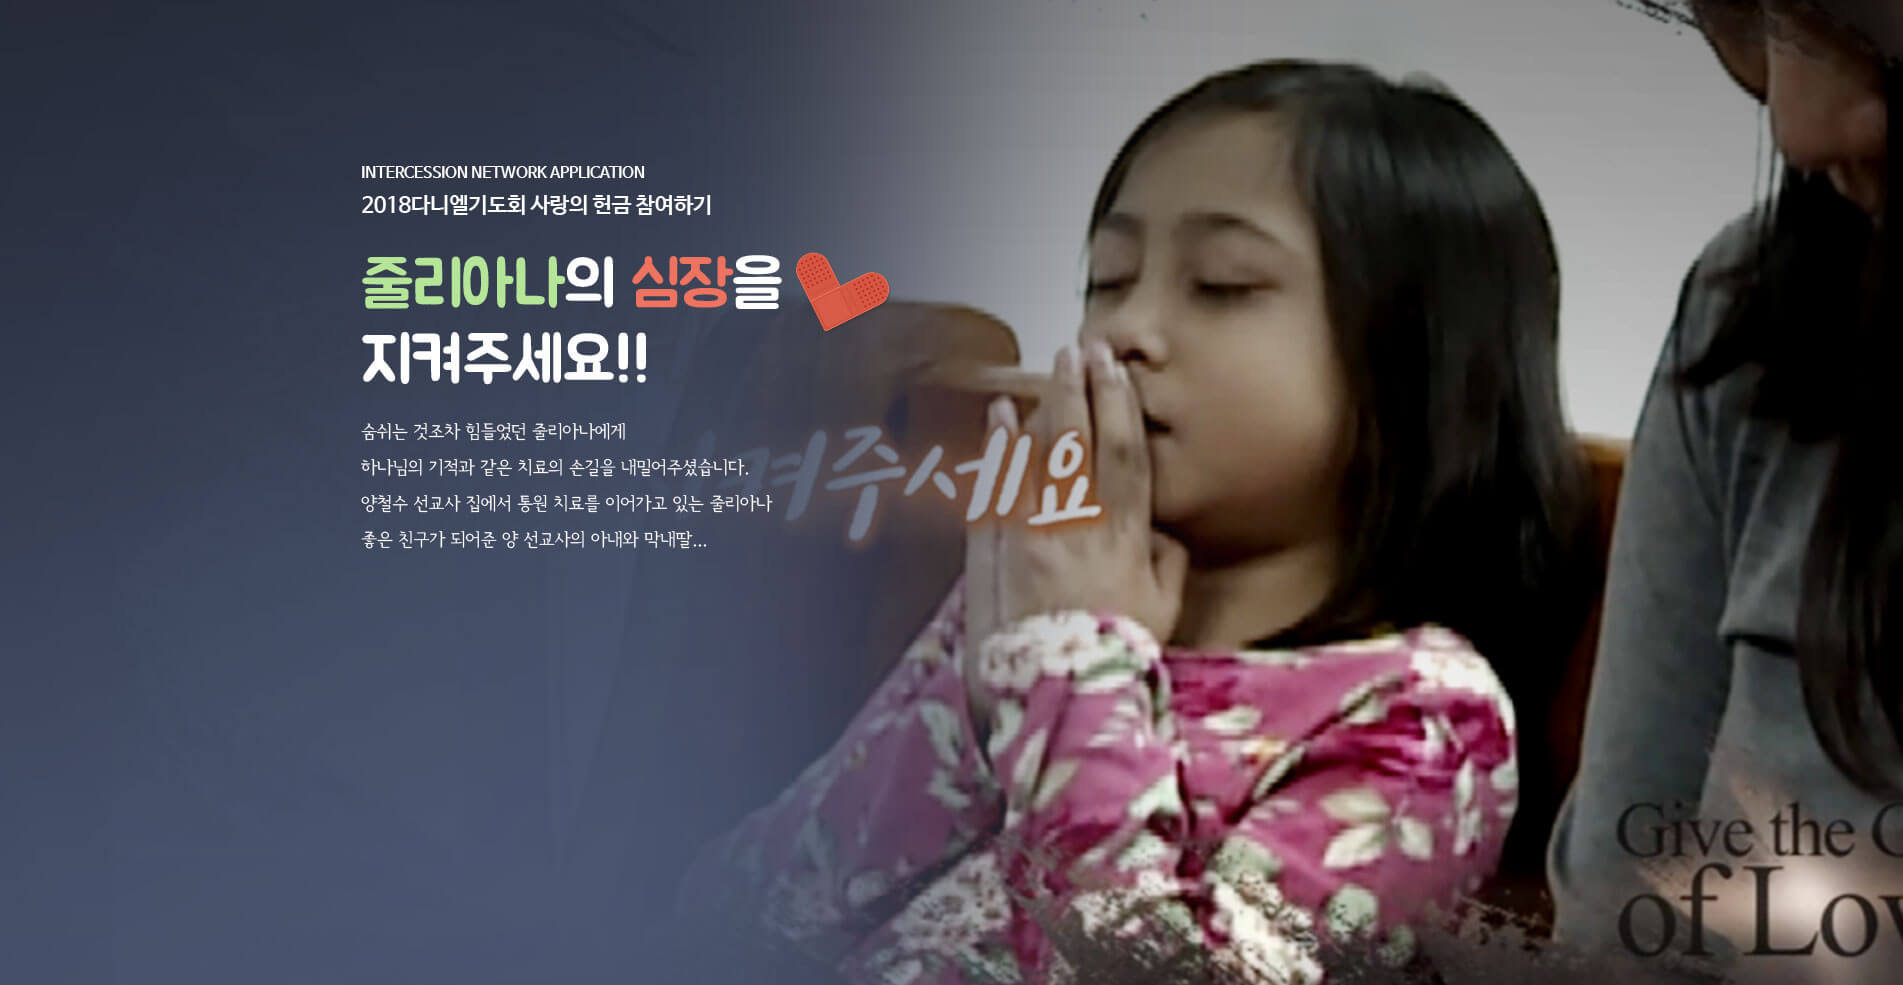 INTERCESSION NETWORK APPLICATION
2018다니엘기도회 사랑의 헌금 참여하기
줄리아나의 심장을
지켜주세요!!
숨쉬는 것조차 힘들었던 줄리아나에게
하나님의 기적과 같은 치료의 손길을 내밀어주셨습니다.
양철수 선교사 집에서 통원 치료를 이어가고 있는 줄리아나
좋은 친구가 되어준 양 선교사의 아내와 막내딸...
켜주세요
Give the
of